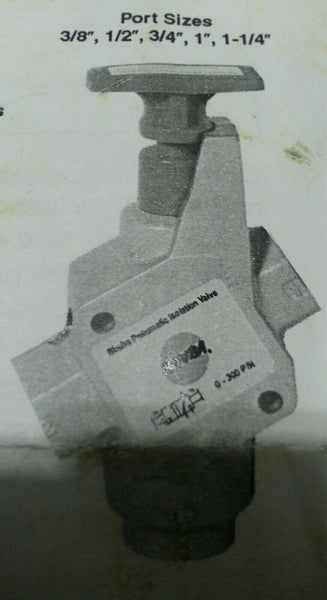 Port Sizes
3/8", 1/2", 3/4", 1", 1-1/4"
s
Pneumatic Isolation Valve
0 - 300 PSI